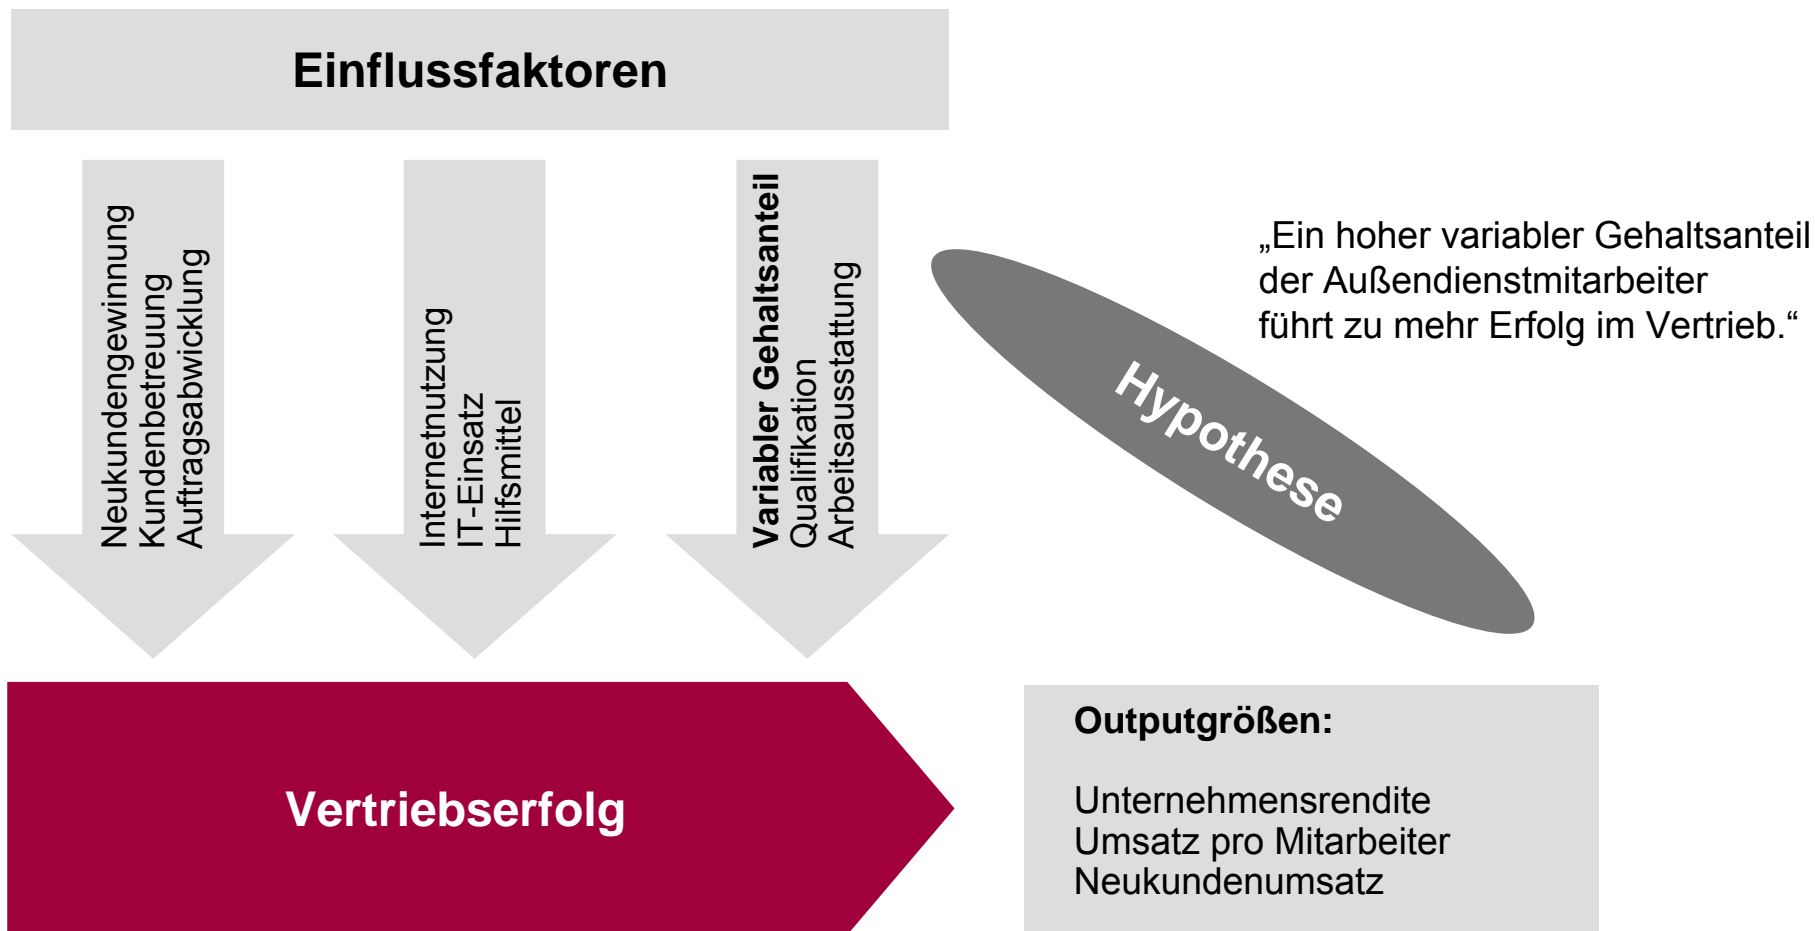 Einflussfaktoren
Neukundengewinnung
Kundenbetreuung
Auftragsabwicklung
Internetnutzung
IT-Einsatz
Hilfsmittel
Variabler Gehaltsanteil
Qualifikation
Arbeitsausstattung
„Ein hoher variabler Gehaltsanteil
der Außendienstmitarbeiter
führt zu mehr Erfolg im Vertrieb.“
Hypothese
Vertriebserfolg
Outputgrößen:
Unternehmensrendite
Umsatz pro Mitarbeiter
Neukundenumsatz